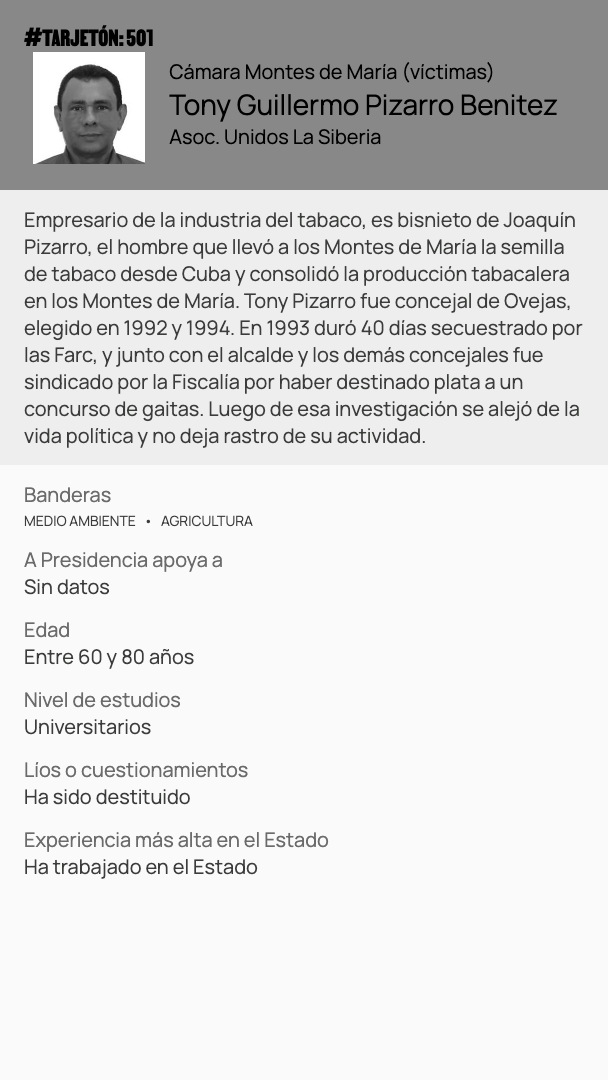 #TARJETÓN: 501
Cámara Montes de María (víctimas)
Tony Guillermo Pizarro Benitez
Asoc. Unidos La Siberia
Empresario de la industria del tabaco, es bisnieto de Joaquín
Pizarro, el hombre que llevó a los Montes de María la semilla
de tabaco desde Cuba y consolidó la producción tabacalera
en los Montes de María. Tony Pizarro fue concejal de Ovejas,
elegido en 1992 y 1994. En 1993 duró 40 días secuestrado por
las Farc, y junto con el alcalde y los demás concejales fue
sindicado por la Fiscalía por haber destinado plata a un
concurso de gaitas. Luego de esa investigación se alejó de la
vida política y no deja rastro de su actividad.
Banderas
MEDIO AMBIENTE • AGRICULTURA
A Presidencia apoya a
Sin datos
Edad
Entre 60 y 80 años
Nivel de estudios
Universitarios
Líos o cuestionamientos
Ha sido destituido
Experiencia más alta en el Estado
Ha trabajado en el Estado